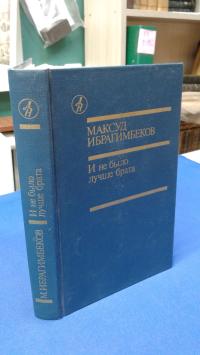 МАКСУД
ИБРАГИМБЕКОВ
И не было
лучше брата
М. ИБРАГИМБЕКОВ
И не было
лучше брата